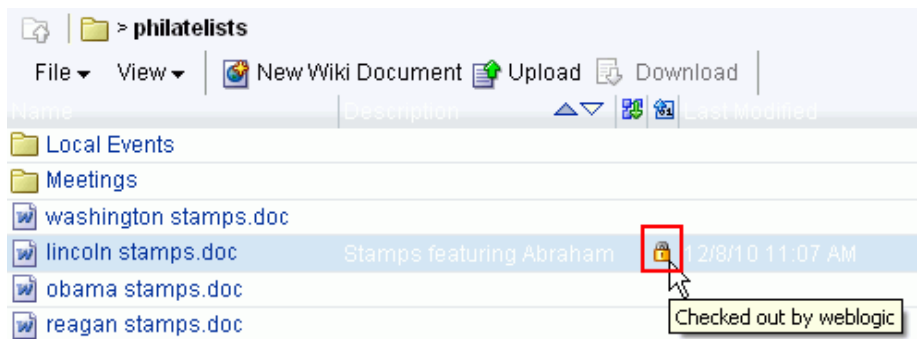 > philatelists
File View New Wiki Document Upload Download
Name Description Last Modified
Local Events
Meetings
washington stamps.doc
lincoln stamps.doc Stamps featuring Abraham 12/8/10 11:07 AM
obama stamps.doc
Checked out by weblogic
reagan stamps.doc